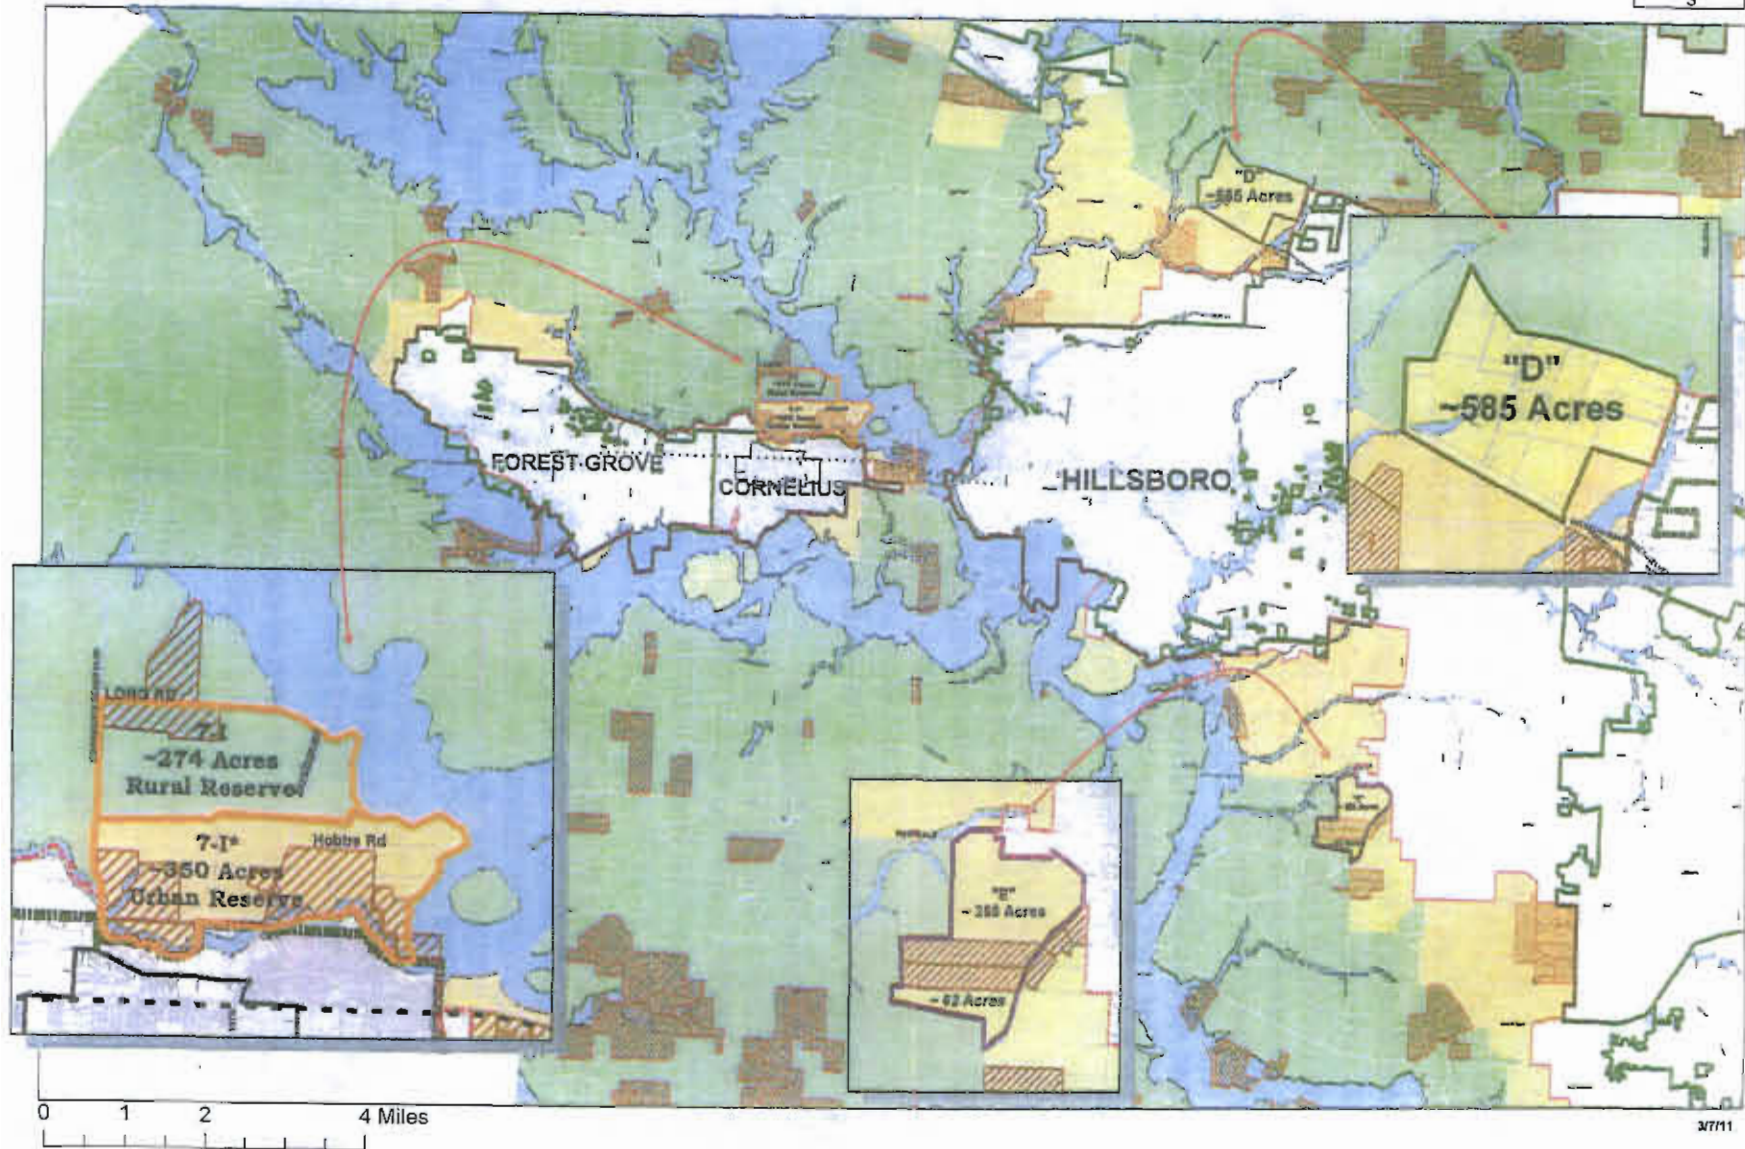 S
"D"
~585 Acres
FOREST GROVE
CORNELIUS
HILLSBORO
"D"
~585 Acres
LONG RD
7-I
~274 Acres
Rural Reserve
7-I*
Hobbs Rd
~350 Acres
Urban Reserve
"E"
~ 62 Acres
0 1 2 4 Miles
3/7/11